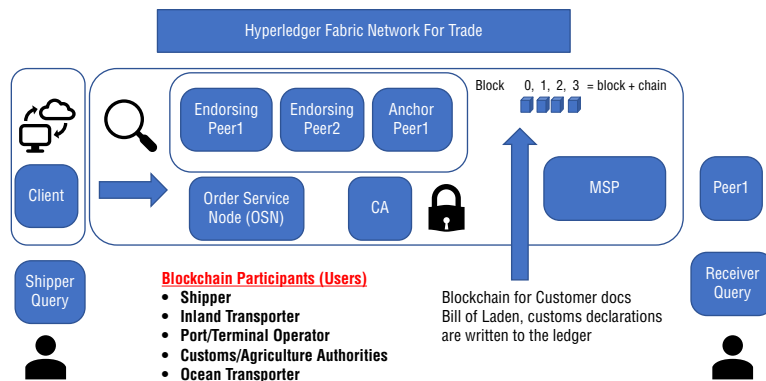 Hyperledger Fabric Network For Trade
Block 0, 1, 2, 3 = block + chain
Endorsing
Peer1
Endorsing
Peer2
Anchor
Peer1
Client
Order Service
Node (OSN)
CA
MSP
Peer1
Shipper
Query
Blockchain Participants (Users)
• Shipper
• Inland Transporter
• Port/Terminal Operator
• Customs/Agriculture Authorities
• Ocean Transporter
Blockchain for Customer docs
Bill of Laden, customs declarations
are written to the ledger
Receiver
Query